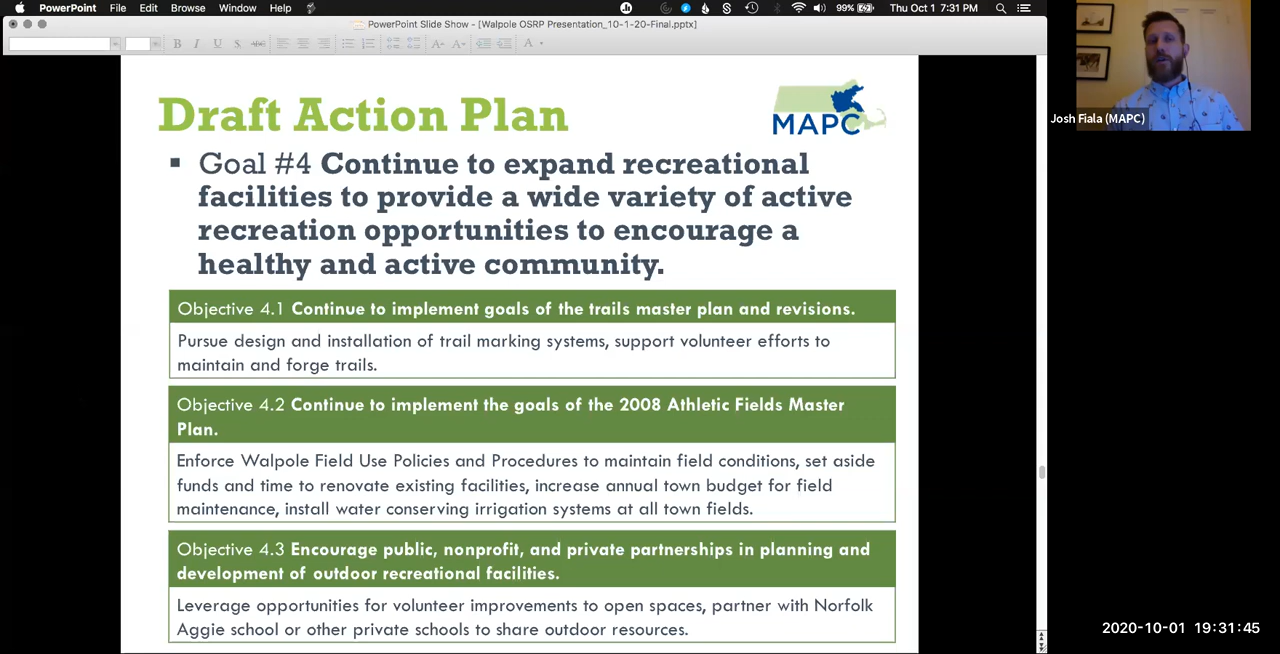 PowerPoint File Edit Browse Window Help 99% Thu Oct 1 7:31 PM
PowerPoint Slide Show - [Walpole OSRP Presentation_10-1-20-Final.pptx]
B I U S ABC A A A
Draft Action Plan
MAPC
Josh Fiala (MAPC)
▪ Goal #4 Continue to expand recreational
facilities to provide a wide variety of active
recreation opportunities to encourage a
healthy and active community.
Objective 4.1 Continue to implement goals of the trails master plan and revisions.
Pursue design and installation of trail marking systems, support volunteer efforts to
maintain and forge trails.
Objective 4.2 Continue to implement the goals of the 2008 Athletic Fields Master
Plan.
Enforce Walpole Field Use Policies and Procedures to maintain field conditions, set aside
funds and time to renovate existing facilities, increase annual town budget for field
maintenance, install water conserving irrigation systems at all town fields.
Objective 4.3 Encourage public, nonprofit, and private partnerships in planning and
development of outdoor recreational facilities.
Leverage opportunities for volunteer improvements to open spaces, partner with Norfolk
Aggie school or other private schools to share outdoor resources.
2020-10-01 19:31:45